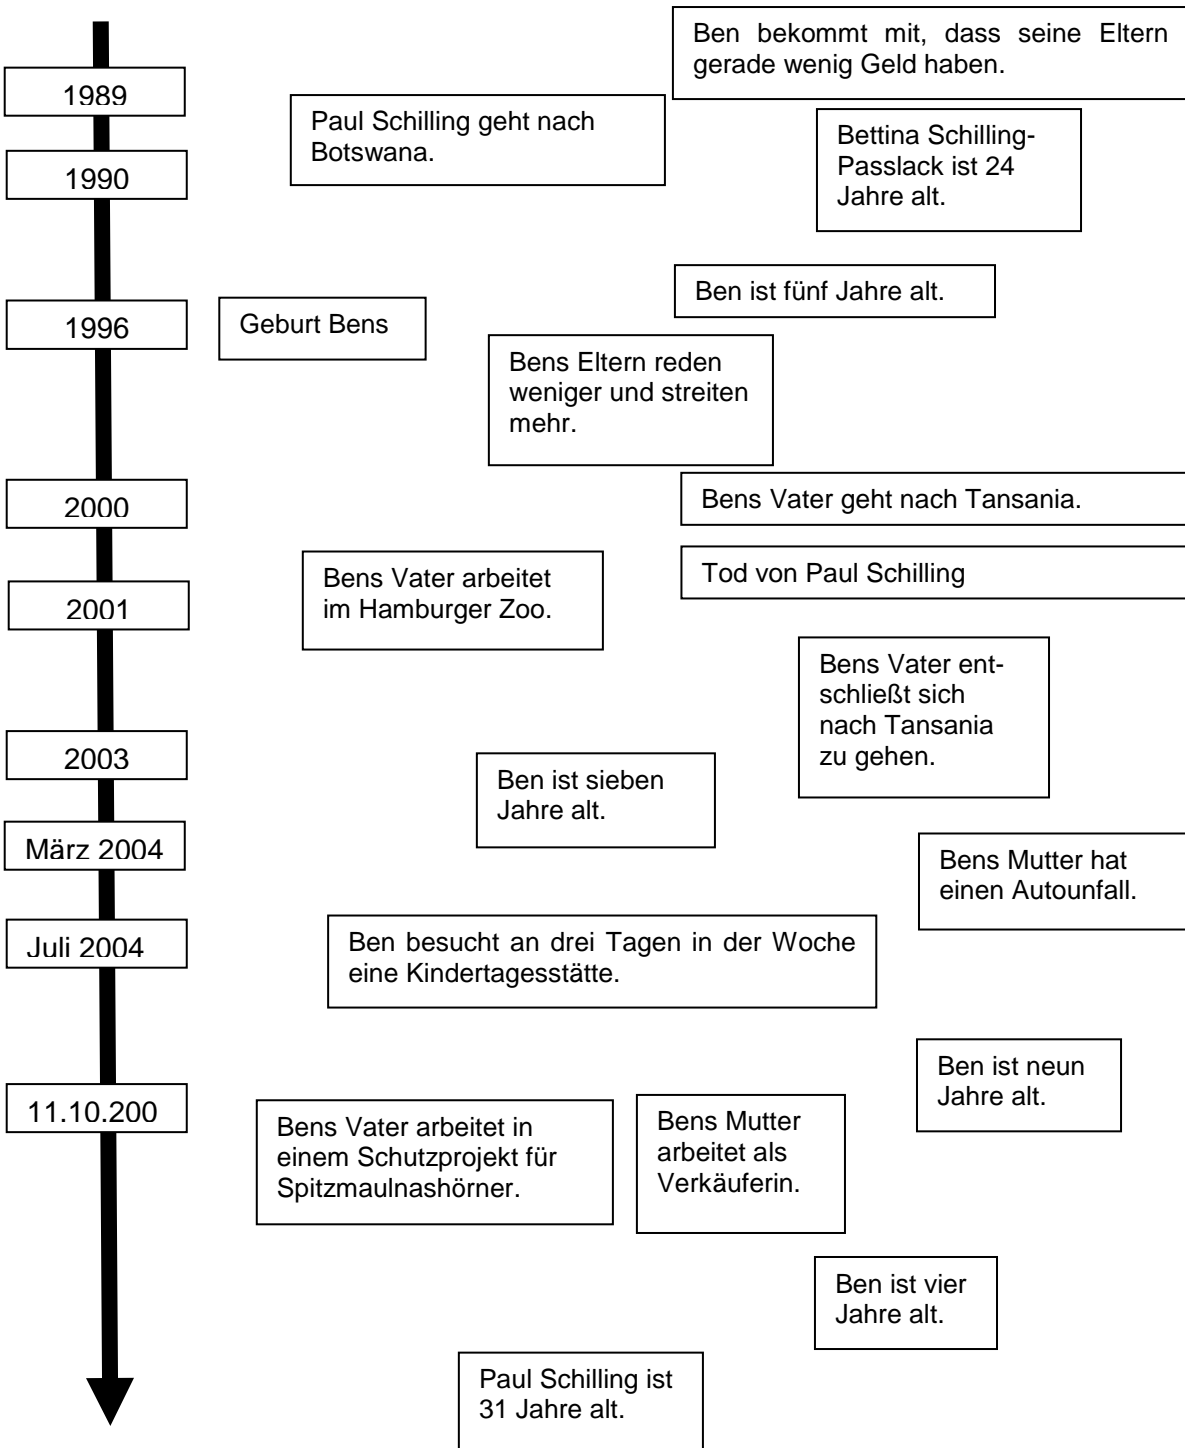 1989
1990
1996
2000
2001
2003
März 2004
Juli 2004
11.10.200
Ben bekommt mit, dass seine Eltern
gerade wenig Geld haben.
Paul Schilling geht nach
Botswana.
Bettina Schilling-
Passlack ist 24
Jahre alt.
Ben ist fünf Jahre alt.
Geburt Bens
Bens Eltern reden
weniger und streiten
mehr.
Bens Vater geht nach Tansania.
Tod von Paul Schilling
Bens Vater arbeitet
im Hamburger Zoo.
Bens Vater ent-
schließt sich
nach Tansania
zu gehen.
Ben ist sieben
Jahre alt.
Bens Mutter hat
einen Autounfall.
Ben besucht an drei Tagen in der Woche
eine Kindertagesstätte.
Ben ist neun
Jahre alt.
Bens Vater arbeitet in
einem Schutzprojekt für
Spitzmaulnashörner.
Bens Mutter
arbeitet als
Verkäuferin.
Ben ist vier
Jahre alt.
Paul Schilling ist
31 Jahre alt.